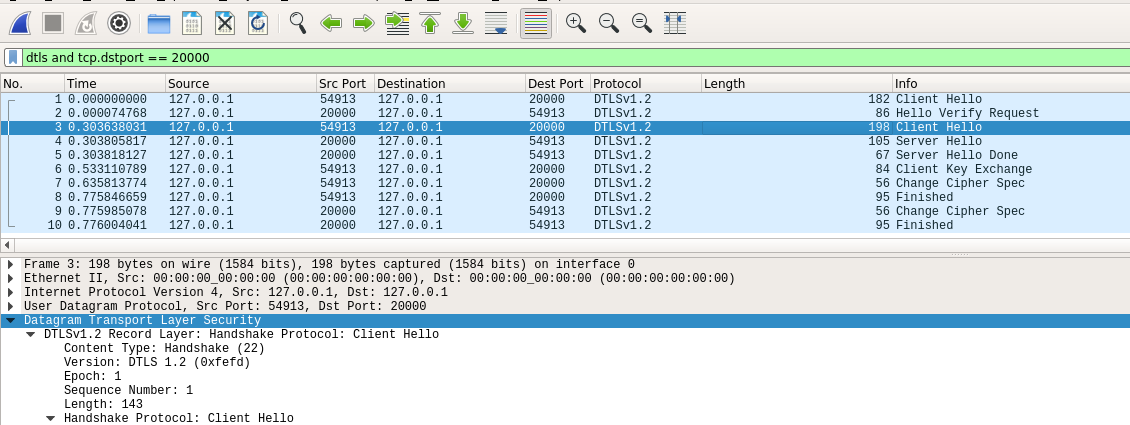 dtls and tcp.dstport == 20000
No. Time Source Src Port Destination Dest Port Protocol Length Info
1 0.000000000 127.0.0.1 54913 127.0.0.1 20000 DTLSv1.2 182 Client Hello
2 0.000074768 127.0.0.1 20000 127.0.0.1 54913 DTLSv1.2 86 Hello Verify Request
3 0.303638031 127.0.0.1 54913 127.0.0.1 20000 DTLSv1.2 198 Client Hello
4 0.303805817 127.0.0.1 20000 127.0.0.1 54913 DTLSv1.2 105 Server Hello
5 0.303818127 127.0.0.1 20000 127.0.0.1 54913 DTLSv1.2 67 Server Hello Done
6 0.533110789 127.0.0.1 54913 127.0.0.1 20000 DTLSv1.2 84 Client Key Exchange
7 0.635813774 127.0.0.1 54913 127.0.0.1 20000 DTLSv1.2 56 Change Cipher Spec
8 0.775846659 127.0.0.1 54913 127.0.0.1 20000 DTLSv1.2 95 Finished
9 0.775985078 127.0.0.1 20000 127.0.0.1 54913 DTLSv1.2 56 Change Cipher Spec
10 0.776004041 127.0.0.1 20000 127.0.0.1 54913 DTLSv1.2 95 Finished
Frame 3: 198 bytes on wire (1584 bits), 198 bytes captured (1584 bits) on interface 0
Ethernet II, Src: 00:00:00_00:00:00 (00:00:00:00:00:00), Dst: 00:00:00_00:00:00 (00:00:00:00:00:00)
Internet Protocol Version 4, Src: 127.0.0.1, Dst: 127.0.0.1
User Datagram Protocol, Src Port: 54913, Dst Port: 20000
Datagram Transport Layer Security
DTLSv1.2 Record Layer: Handshake Protocol: Client Hello
Content Type: Handshake (22)
Version: DTLS 1.2 (0xfefd)
Epoch: 1
Sequence Number: 1
Length: 143
Handshake Protocol: Client Hello